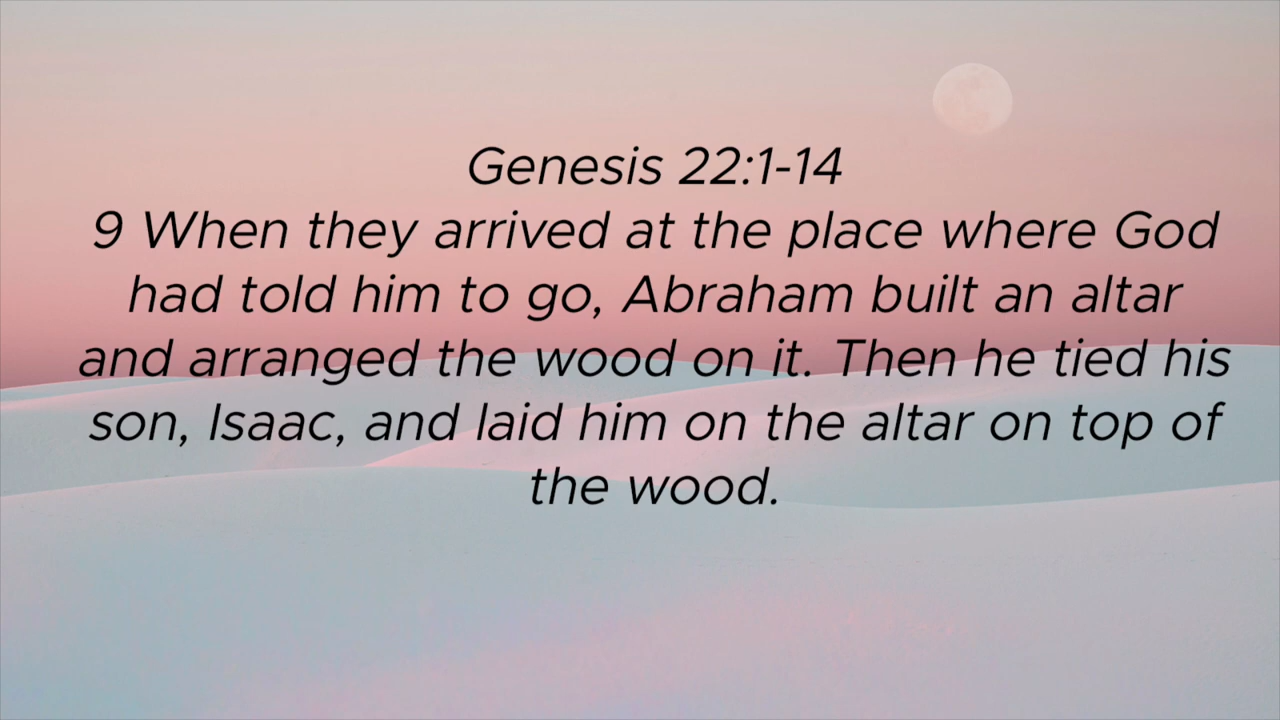 Genesis 22:1-14
9 When they arrived at the place where God
had told him to go, Abraham built an altar
and arranged the wood on it. Then he tied his
son, Isaac, and laid him on the altar on top of
the wood.